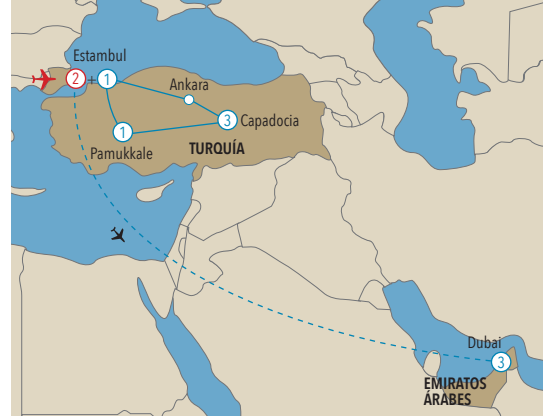 Estambul
2 + 1
Ankara
3 Capadocia
1
Pamukkale
TURQUÍA
Dubai
3
EMIRATOS
ÁRABES